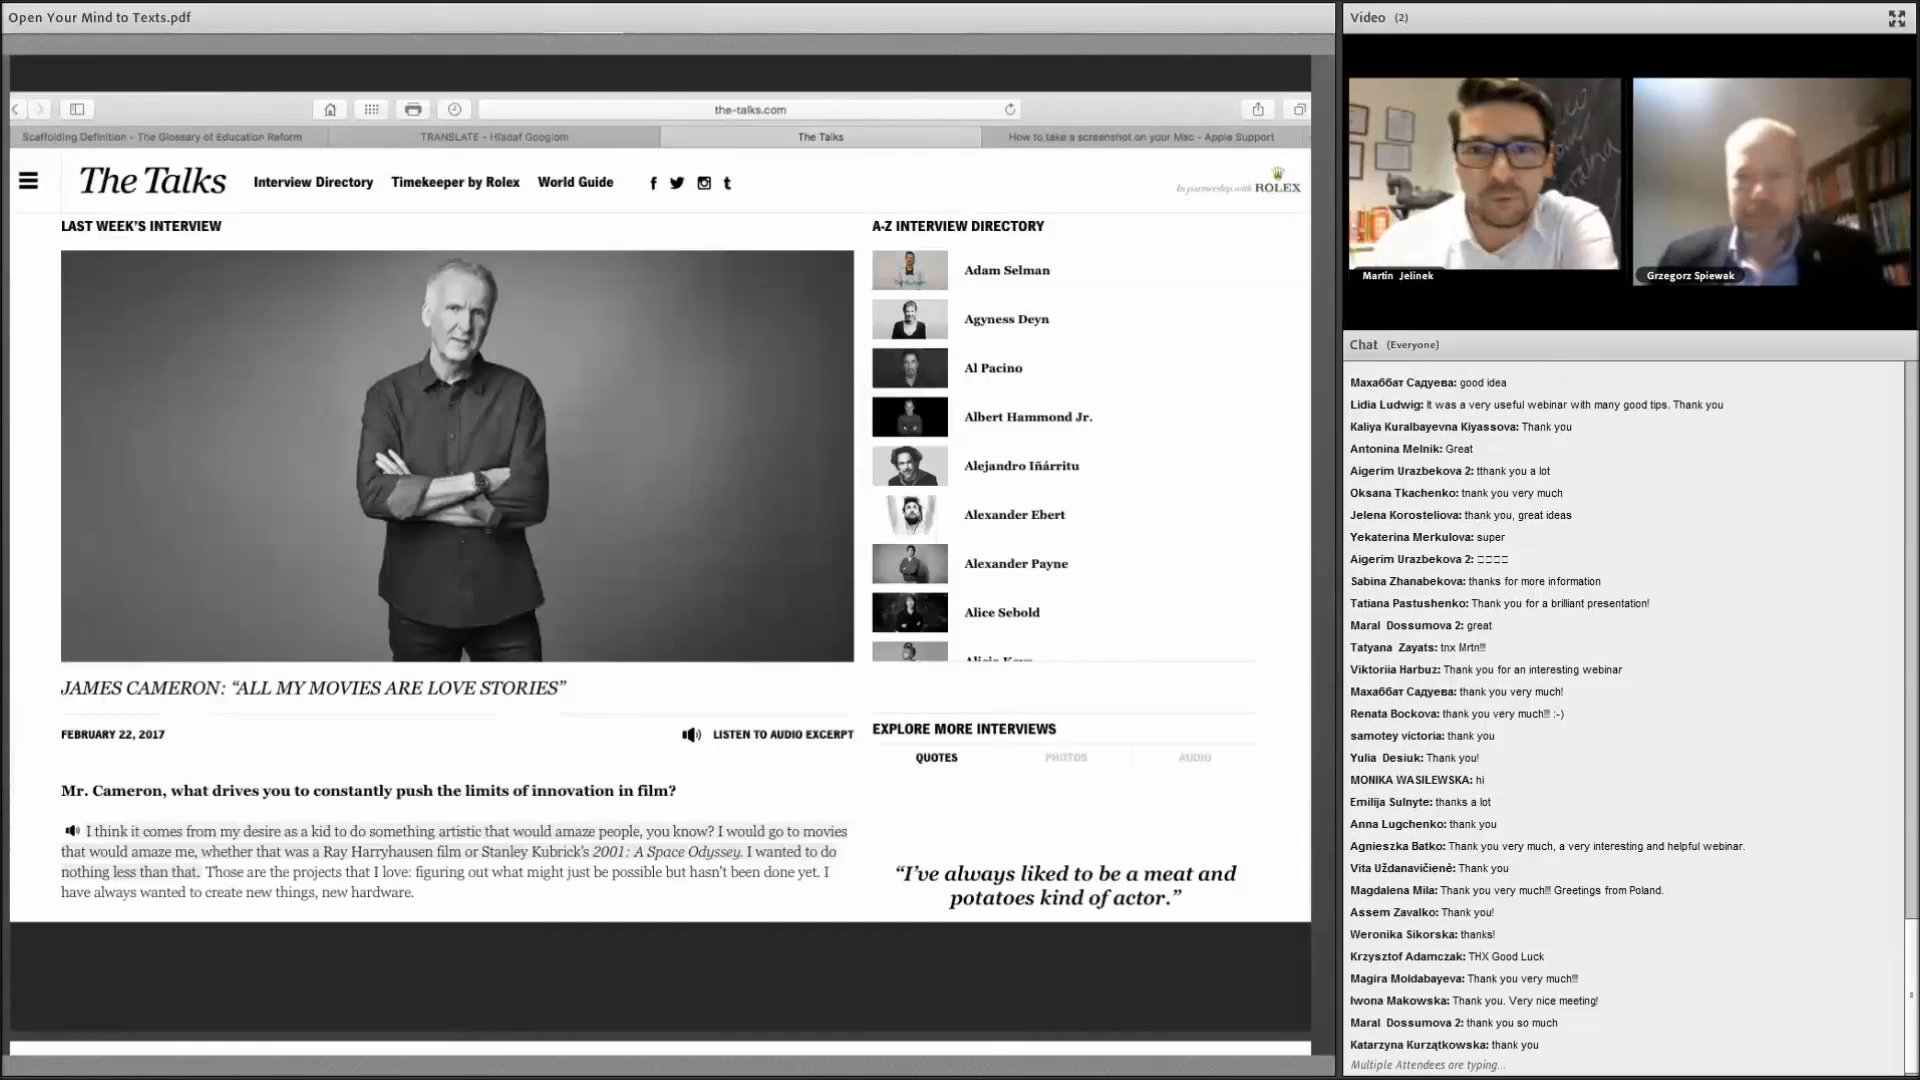 Open Your Mind to Texts.pdf
the-talks.com
Scaffolding Definition - The Glossary of Education Reform
TRANSLATE - Hladaf Googlom
The Talks
How to take a screenshot on your Mac - Apple Support
The Talks
Interview Directory
Timekeeper by Rolex
World Guide
In partnership with ROLEX
LAST WEEK'S INTERVIEW
JAMES CAMERON: “ALL MY MOVIES ARE LOVE STORIES”
FEBRUARY 22, 2017
LISTEN TO AUDIO EXCERPT
Mr. Cameron, what drives you to constantly push the limits of innovation in film?
I think it comes from my desire as a kid to do something artistic that would amaze people, you know? I would go to movies
that would amaze me, whether that was a Ray Harryhausen film or Stanley Kubrick's 2001: A Space Odyssey. I wanted to do
nothing less than that. Those are the projects that I love: figuring out what might just be possible but hasn't been done yet. I
have always wanted to create new things, new hardware.
A-Z INTERVIEW DIRECTORY
Adam Selman
Agyness Deyn
Al Pacino
Albert Hammond Jr.
Alejandro Iñárritu
Alexander Ebert
Alexander Payne
Alice Sebold
EXPLORE MORE INTERVIEWS
QUOTES
PHOTOS
AUDIO
“I've always liked to be a meat and
potatoes kind of actor.”
Video (2)
Martin Jelinek
Grzegorz Spiewak
Chat (Everyone)
Махаббат Садуева: good idea
Lidia Ludwig: It was a very useful webinar with many good tips. Thank you
Kaliya Kuralbayevna Kiyassova: Thank you
Antonina Melnik: Great
Aigerim Urazbekova 2: tthank you a lot
Oksana Tkachenko: tnank you very much
Jelena Korosteliova: thank you, great ideas
Yekaterina Merkulova: super
Aigerim Urazbekova 2: □□□□
Sabina Zhanabekova: thanks for more information
Tatiana Pastushenko: Thank you for a brilliant presentation!
Maral Dossumova 2: great
Tatyana Zayats: tnx Mrtn!!!
Viktoriia Harbuz: Thank you for an interesting webinar
Махаббат Садуева: thank you very much!
Renata Bockova: thank you very much!!! :-)
samotey victoria: thank you
Yulia Desiuk: Thank you!
MONIKA WASILEWSKA: hi
Emilija Sulnyte: thanks a lot
Anna Lugchenko: thank you
Agnieszka Batko: Thank you very much, a very interesting and helpful webinar.
Vita Uždanavičienė: Thank you
Magdalena Mila: Thank you very much!!! Greetings from Poland.
Assem Zavalko: Thank you!
Weronika Sikorska: thanks!
Krzysztof Adamczak: THX Good Luck
Magira Moldabayeva: Thank you very much!!!
Iwona Makowska: Thank you. Very nice meeting!
Maral Dossumova 2: thank you so much
Katarzyna Kurzątkowska: thank you
Multiple Attendees are typing...